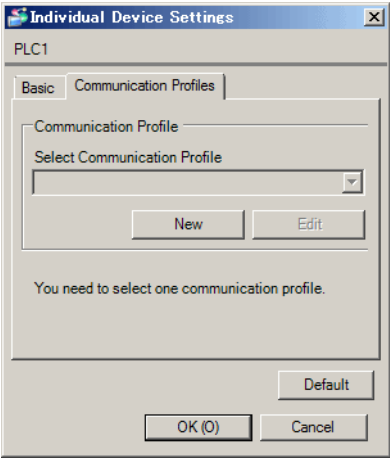 Individual Device Settings
PLC1
Basic
Communication Profiles
Communication Profile
Select Communication Profile
New
Edit
You need to select one communication profile.
Default
OK (O)
Cancel